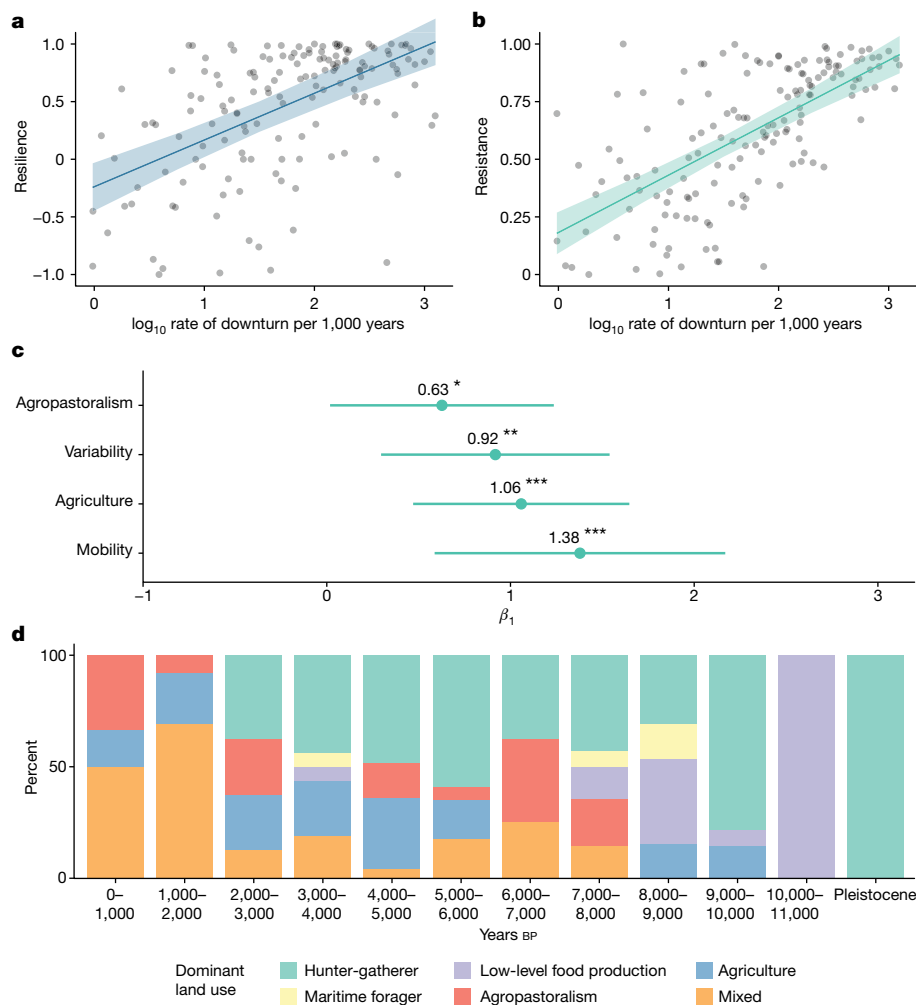 a
1.0
0.5
0
−0.5
−1.0
Resilience
0 1 2 3
log10 rate of downturn per 1,000 years
b
1.00
0.75
0.50
0.25
0
Resistance
0 1 2 3
log10 rate of downturn per 1,000 years
c
Agropastoralism
0.63 *
Variability
0.92 **
Agriculture
1.06 ***
Mobility
1.38 ***
−1 0 1 2 3
β1
d
100
50
0
Percent
0–
1,000
1,000–
2,000
2,000–
3,000
3,000–
4,000
4,000–
5,000
5,000–
6,000
6,000–
7,000
7,000–
8,000
8,000–
9,000
9,000–
10,000
10,000–
11,000
Pleistocene
Years BP
Dominant
land use
Hunter-gatherer
Maritime forager
Low-level food production
Agropastoralism
Agriculture
Mixed